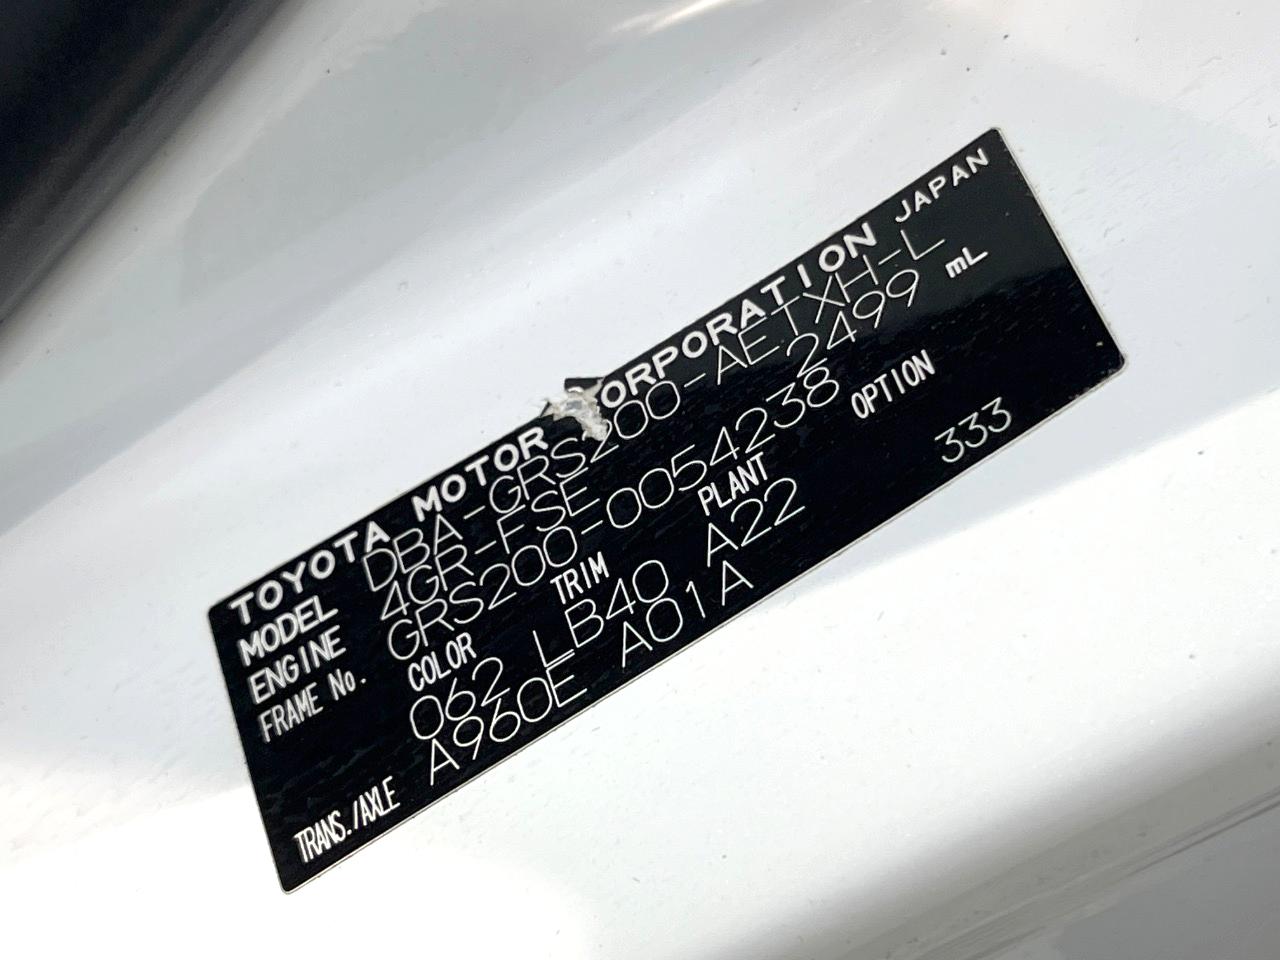 TOYOTA MOTOR CORPORATION JAPAN
MODEL DBA-GRS200-AETXH-L
ENGINE 4GR-FSE 2499 mL
FRAME No. GRS200-0054238
COLOR TRIM PLANT OPTION
062 LB40 A22 333
TRANS./AXLE A960E A01A